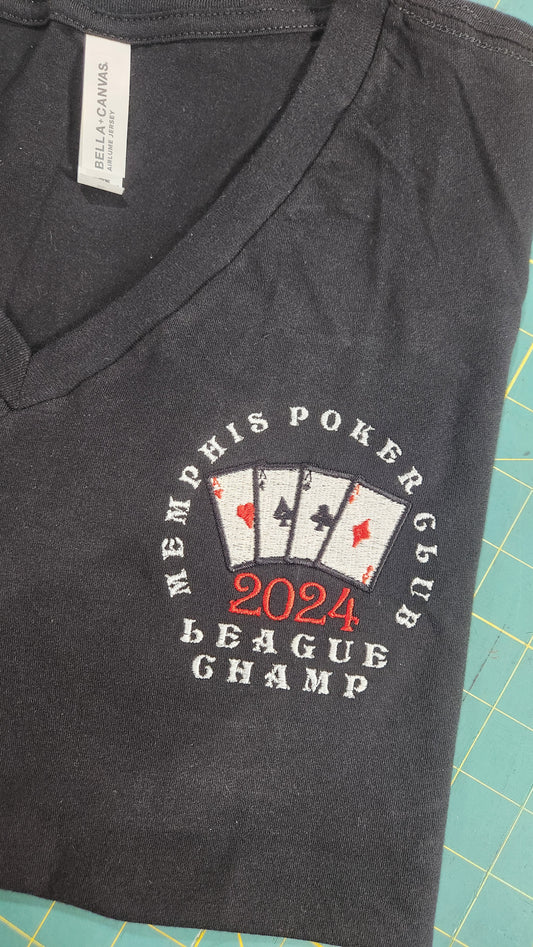 BELLA+CANVAS.
AIRLUME JERSEY
MEMPHIS POKER CLUB
2024
LEAGUE
CHAMP